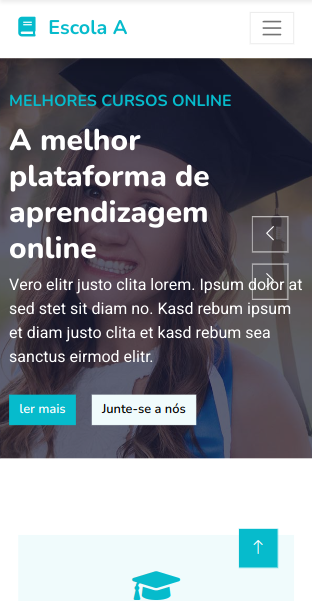 Escola A
MELHORES CURSOS ONLINE
A melhor
plataforma de
aprendizagem
online
Vero elitr justo clita lorem. Ipsum dolor at
sed stet sit diam no. Kasd rebum ipsum
et diam justo clita et kasd rebum sea
sanctus eirmod elitr.
ler mais
Junte-se a nós